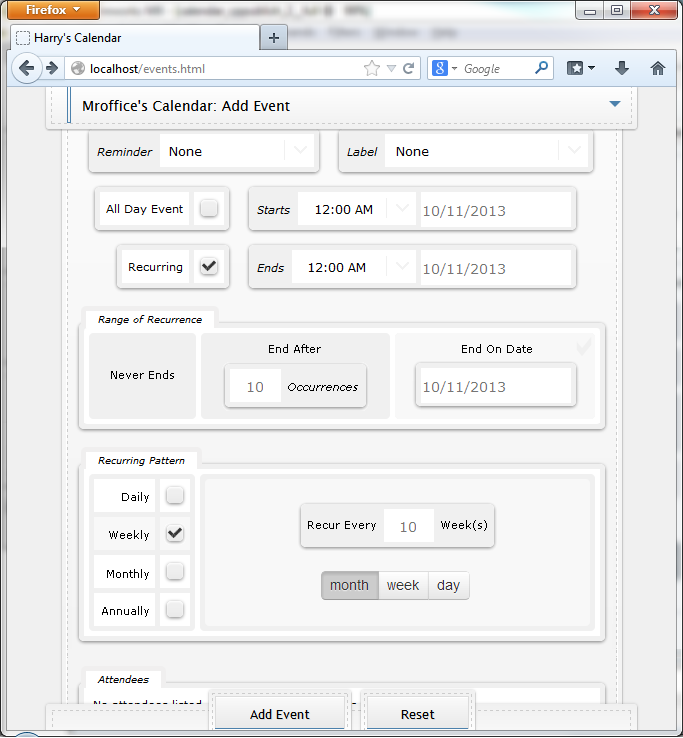 Firefox
Harry's Calendar
localhost/events.html
Google
Mroffice's Calendar: Add Event
Reminder None Label None
All Day Event Starts 12:00 AM 10/11/2013
Recurring Ends 12:00 AM 10/11/2013
Range of Recurrence
Never Ends
End After
10 Occurrences
End On Date
10/11/2013
Recurring Pattern
Daily
Weekly
Monthly
Annually
Recur Every 10 Week(s)
month week day
Attendees
No attendees listed
Add Event Reset